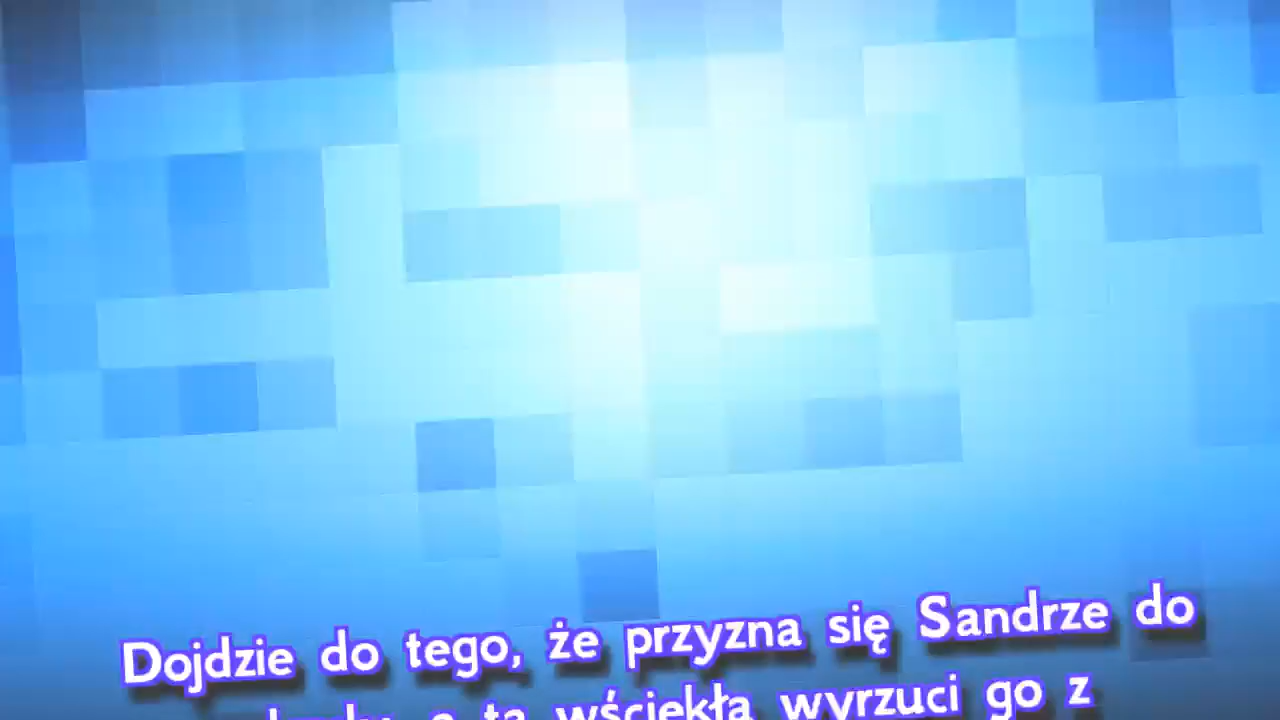 Dojdzie do tego, że przyzna się Sandrze do
a ta wściekła wyrzuci go z